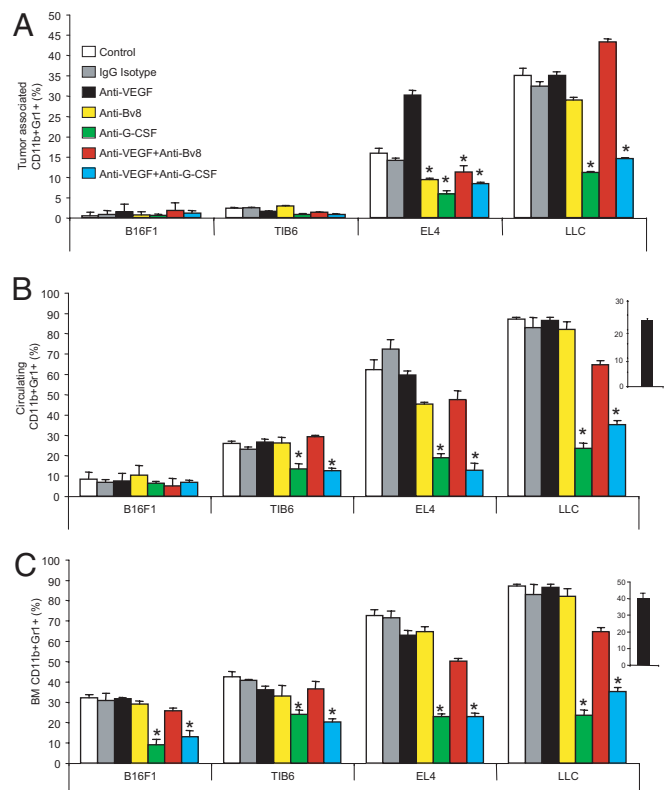 A
Tumor associated
CD11b+Gr1+ (%)
50
45
40
35
30
25
20
15
10
5
0
Control
IgG Isotype
Anti-VEGF
Anti-Bv8
Anti-G-CSF
Anti-VEGF+Anti-Bv8
Anti-VEGF+Anti-G-CSF
* * * *
* *
B16F1 TIB6 EL4 LLC
B
Circulating
CD11b+Gr1+ (%)
100
90
80
70
60
50
40
30
20
10
0
30
20
10
0
* *
* *
* *
B16F1 TIB6 EL4 LLC
C
BM CD11b+Gr1+ (%)
100
90
80
70
60
50
40
30
20
10
0
50
40
30
20
10
0
* *
* *
* *
* *
B16F1 TIB6 EL4 LLC